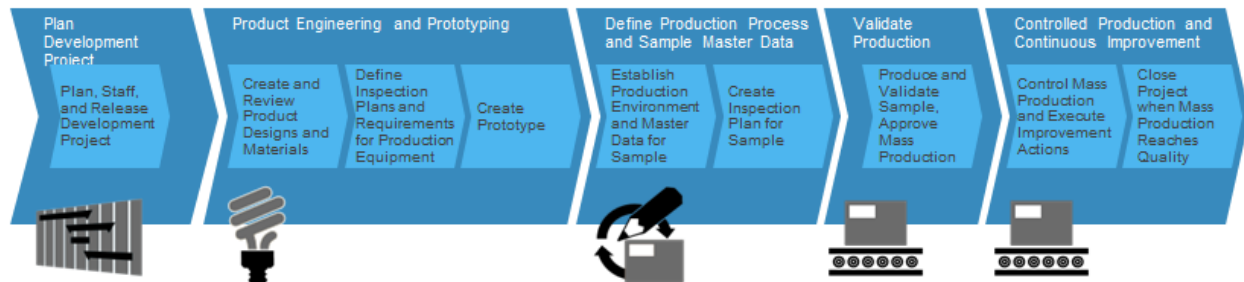 Plan
Development
Project
Plan, Staff,
and Release
Development
Project
Product Engineering and Prototyping
Create and
Review
Product
Designs and
Materials
Define
Inspection
Plans and
Requirements
for Production
Equipment
Create
Prototype
Define Production Process
and Sample Master Data
Establish
Production
Environment
and Master
Data for
Sample
Create
Inspection
Plan for
Sample
Validate
Production
Produce and
Validate
Sample,
Approve
Mass
Production
Controlled Production and
Continuous Improvement
Control Mass
Production
and Execute
Improvement
Actions
Close
Project
when Mass
Production
Reaches
Quality